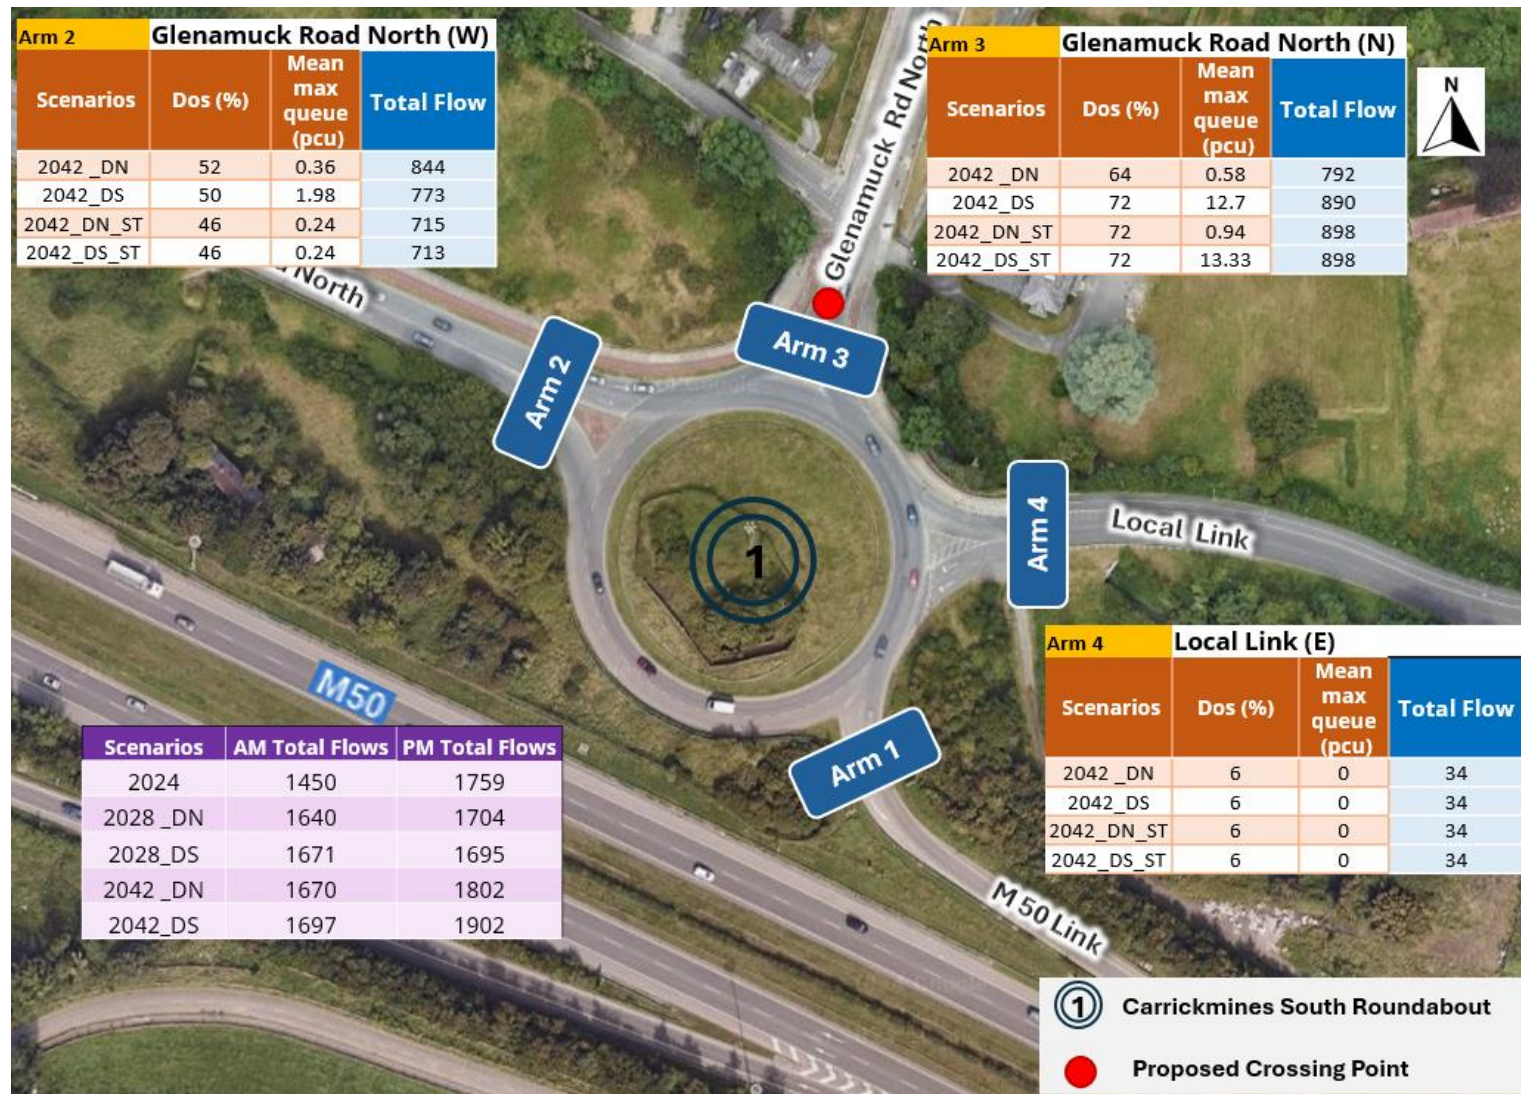 Arm 2 Glenamuck Road North (W)
Scenarios Dos (%) Mean max queue (pcu) Total Flow
2042 _DN 52 0.36 844
2042_DS 50 1.98 773
2042_DN_ST 46 0.24 715
2042_DS_ST 46 0.24 713
Arm 3 Glenamuck Road North (N)
Scenarios Dos (%) Mean max queue (pcu) Total Flow
2042 _DN 64 0.58 792
2042_DS 72 12.7 890
2042_DN_ST 72 0.94 898
2042_DS_ST 72 13.33 898
N
Glenamuck Rd North
North
Arm 3
Arm 2
Arm 4
Local Link
1
M50
Arm 1
M 50 Link
Arm 4 Local Link (E)
Scenarios Dos (%) Mean max queue (pcu) Total Flow
2042 _DN 6 0 34
2042_DS 6 0 34
2042_DN_ST 6 0 34
2042_DS_ST 6 0 34
Scenarios AM Total Flows PM Total Flows
2024 1450 1759
2028 _DN 1640 1704
2028_DS 1671 1695
2042 _DN 1670 1802
2042_DS 1697 1902
1 Carrickmines South Roundabout
Proposed Crossing Point